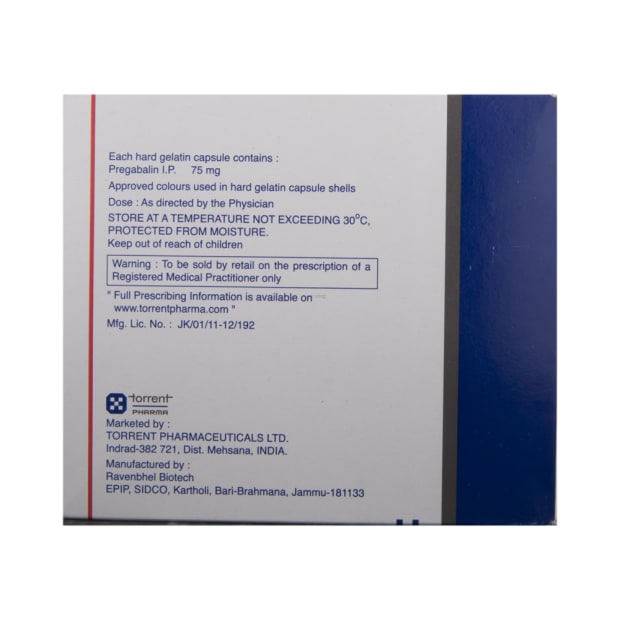 Each hard gelatin capsule contains :
Pregabalin I.P. 75 mg
Approved colours used in hard gelatin capsule shells
Dose : As directed by the Physician
STORE AT A TEMPERATURE NOT EXCEEDING 30°C,
PROTECTED FROM MOISTURE.
Keep out of reach of children
Warning : To be sold by retail on the prescription of a
Registered Medical Practitioner only
" Full Prescribing Information is available on
www.torrentpharma.com "
Mfg. Lic. No. : JK/01/11-12/192
torrent
PHARMA
Marketed by :
TORRENT PHARMACEUTICALS LTD.
Indrad-382 721, Dist. Mehsana, INDIA.
Manufactured by :
Ravenbhel Biotech
EPIP, SIDCO, Kartholi, Bari-Brahmana, Jammu-181133